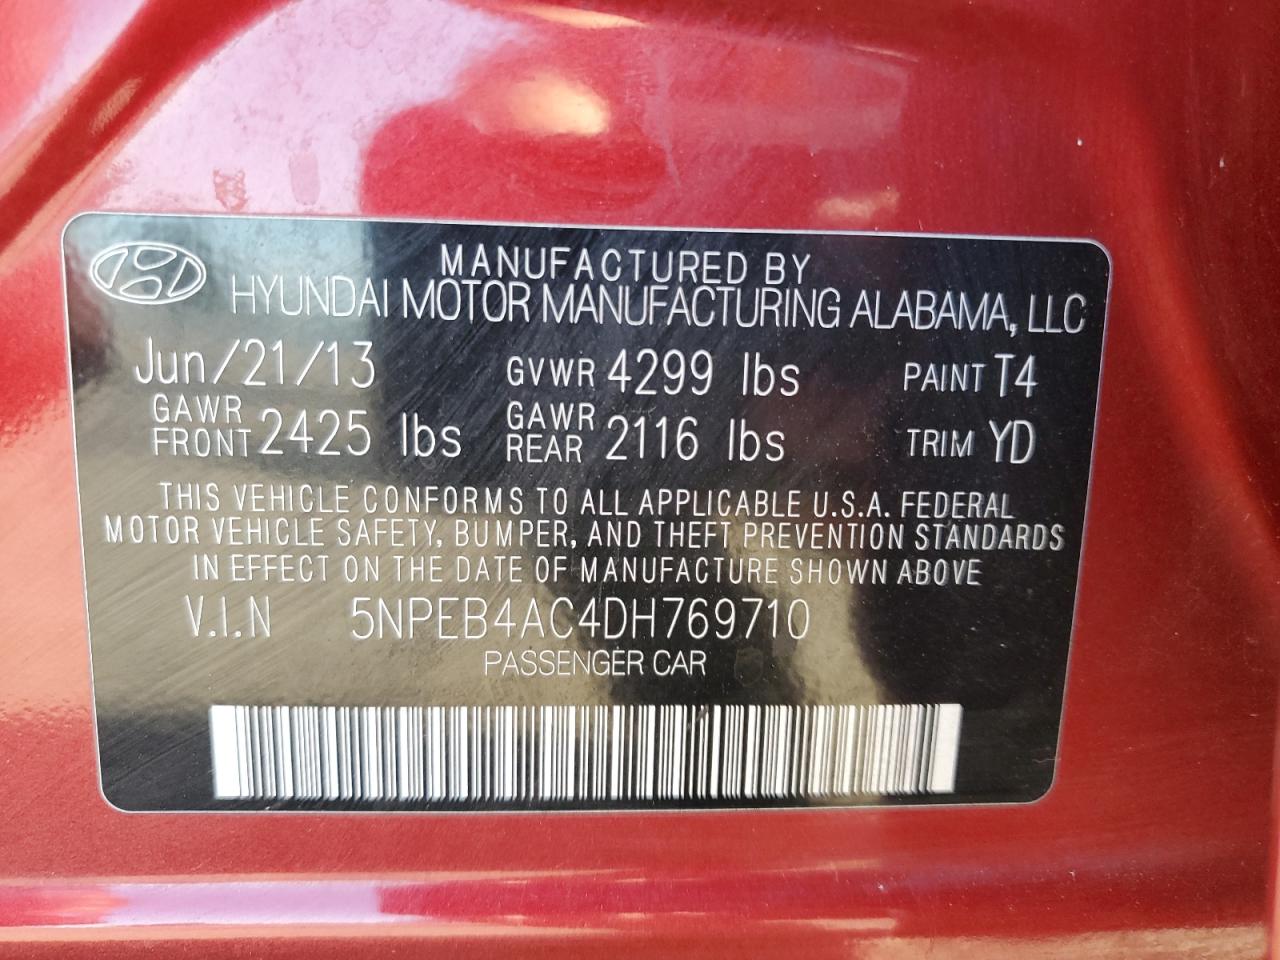 MANUFACTURED BY
HYUNDAI MOTOR MANUFACTURING ALABAMA, LLC
Jun/21/13 GVWR 4299 lbs PAINT T4
GAWR FRONT 2425 lbs GAWR REAR 2116 lbs TRIM YD
THIS VEHICLE CONFORMS TO ALL APPLICABLE U.S.A. FEDERAL
MOTOR VEHICLE SAFETY, BUMPER, AND THEFT PREVENTION STANDARDS
IN EFFECT ON THE DATE OF MANUFACTURE SHOWN ABOVE
V.I.N 5NPEB4AC4DH769710
PASSENGER CAR